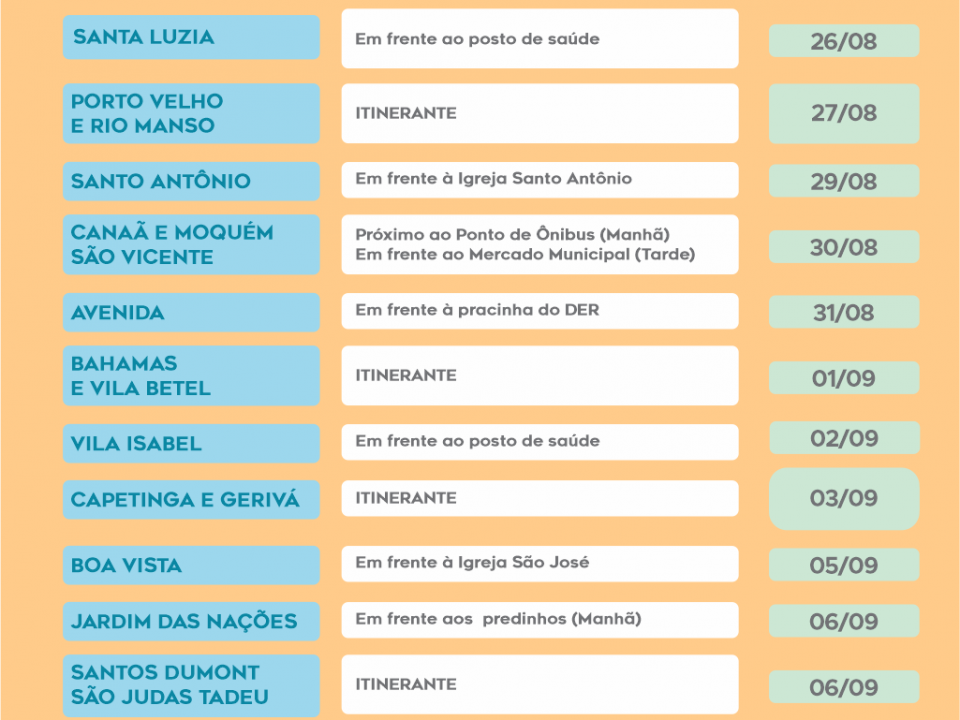 SANTA LUZIA
Em frente ao posto de saúde
26/08
PORTO VELHO
E RIO MANSO
ITINERANTE
27/08
SANTO ANTÔNIO
Em frente à Igreja Santo Antônio
29/08
CANAÃ E MOQUÉM
SÃO VICENTE
Próximo ao Ponto de Ônibus (Manhã)
Em frente ao Mercado Municipal (Tarde)
30/08
AVENIDA
Em frente à pracinha do DER
31/08
BAHAMAS
E VILA BETEL
ITINERANTE
01/09
VILA ISABEL
Em frente ao posto de saúde
02/09
CAPETINGA E GERIVÁ
ITINERANTE
03/09
BOA VISTA
Em frente à Igreja São José
05/09
JARDIM DAS NAÇÕES
Em frente aos predinhos (Manhã)
06/09
SANTOS DUMONT
SÃO JUDAS TADEU
ITINERANTE
06/09